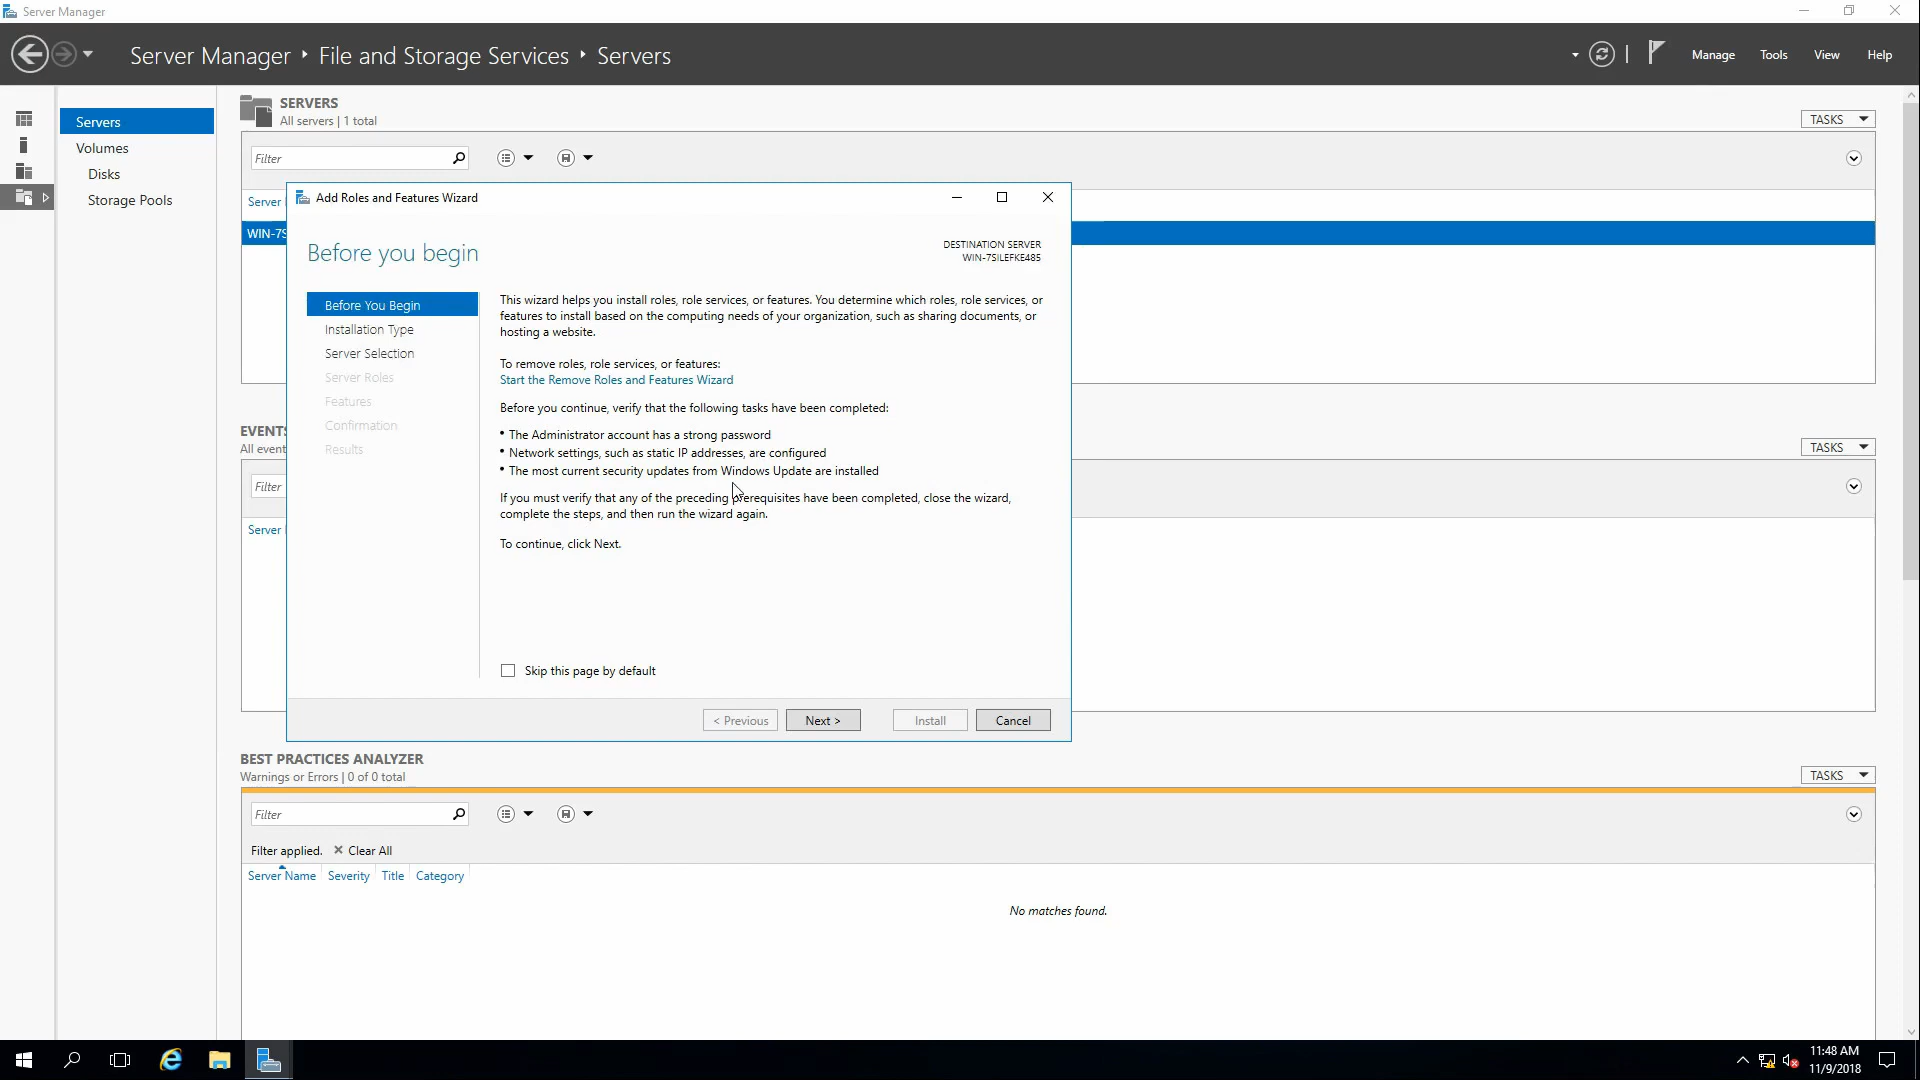 Server Manager
Server Manager ‣ File and Storage Services ‣ Servers
Manage Tools View Help
Servers
Volumes
Disks
Storage Pools
SERVERS
All servers | 1 total
TASKS
Filter
Server
WIN-7S
Add Roles and Features Wizard
Before you begin
DESTINATION SERVER
WIN-7SILEFKE485
Before You Begin
Installation Type
Server Selection
Server Roles
Features
Confirmation
Results
This wizard helps you install roles, role services, or features. You determine which roles, role services, or
features to install based on the computing needs of your organization, such as sharing documents, or
hosting a website.
To remove roles, role services, or features:
Start the Remove Roles and Features Wizard
Before you continue, verify that the following tasks have been completed:
• The Administrator account has a strong password
• Network settings, such as static IP addresses, are configured
• The most current security updates from Windows Update are installed
If you must verify that any of the preceding prerequisites have been completed, close the wizard,
complete the steps, and then run the wizard again.
To continue, click Next.
Skip this page by default
< Previous Next > Install Cancel
EVENTS
All event
TASKS
Filter
Server
BEST PRACTICES ANALYZER
Warnings or Errors | 0 of 0 total
TASKS
Filter
Filter applied. × Clear All
Server Name Severity Title Category
No matches found.
11:48 AM
11/9/2018